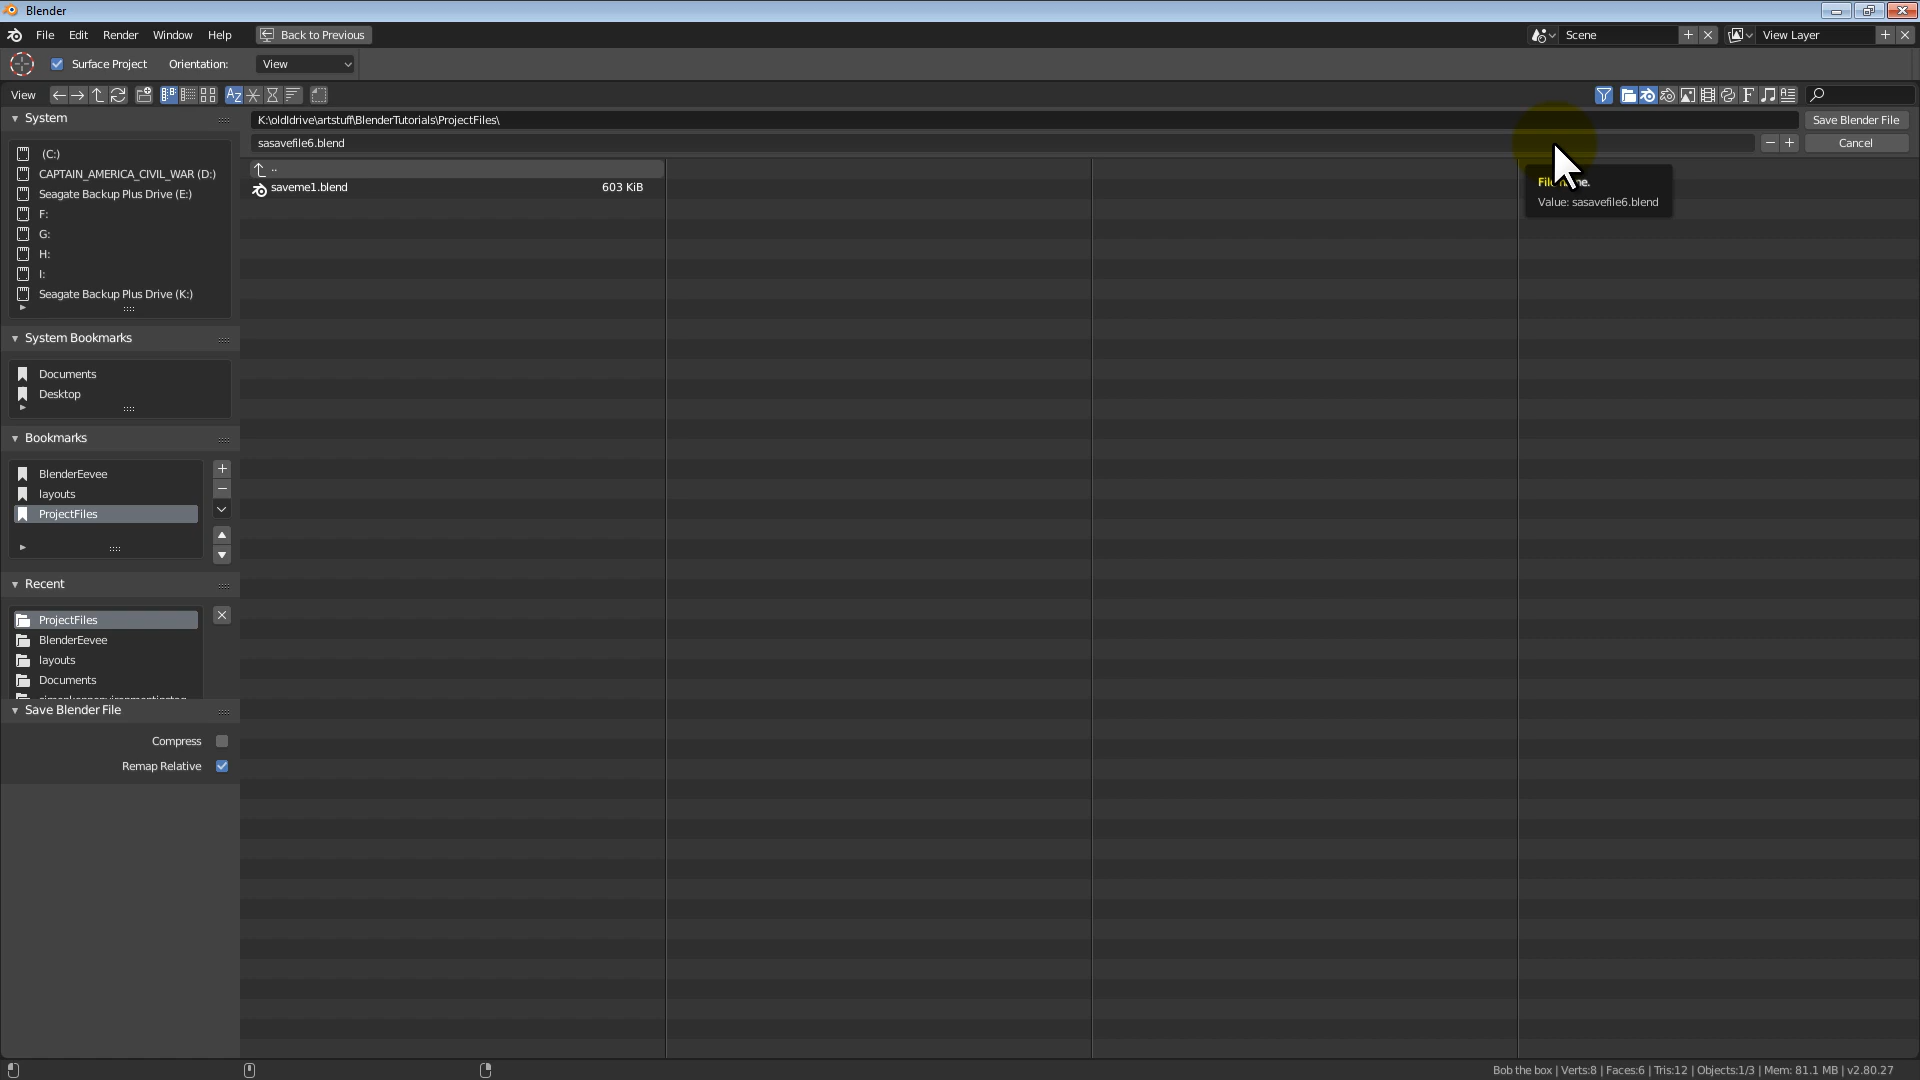 Blender
File Edit Render Window Help Back to Previous Scene View Layer
Surface Project Orientation: View
View
System
K:\oldIdrive\artstuff\BlenderTutorials\ProjectFiles\ Save Blender File
sasavefile6.blend Cancel
(C:)
CAPTAIN_AMERICA_CIVIL_WAR (D:)
Seagate Backup Plus Drive (E:)
F:
G:
H:
I:
Seagate Backup Plus Drive (K:)
..
saveme1.blend 603 KiB
Value: sasavefile6.blend
System Bookmarks
Documents
Desktop
Bookmarks
BlenderEevee
layouts
ProjectFiles
Recent
ProjectFiles
BlenderEevee
layouts
Documents
Save Blender File
Compress
Remap Relative
Bob the box | Verts:8 | Faces:6 | Tris:12 | Objects:1/3 | Mem: 81.1 MB | v2.80.27